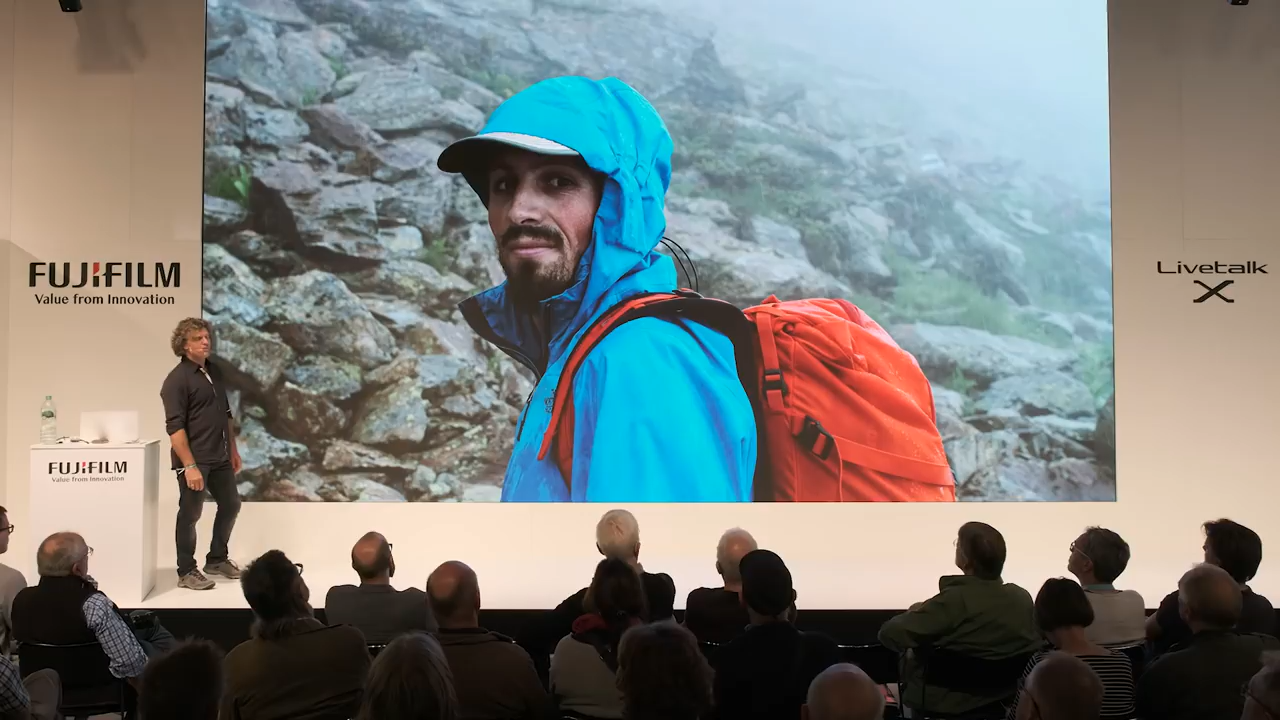 FUJIFILM
Value from Innovation
Livetalk
X
FUJIFILM
Value from Innovation